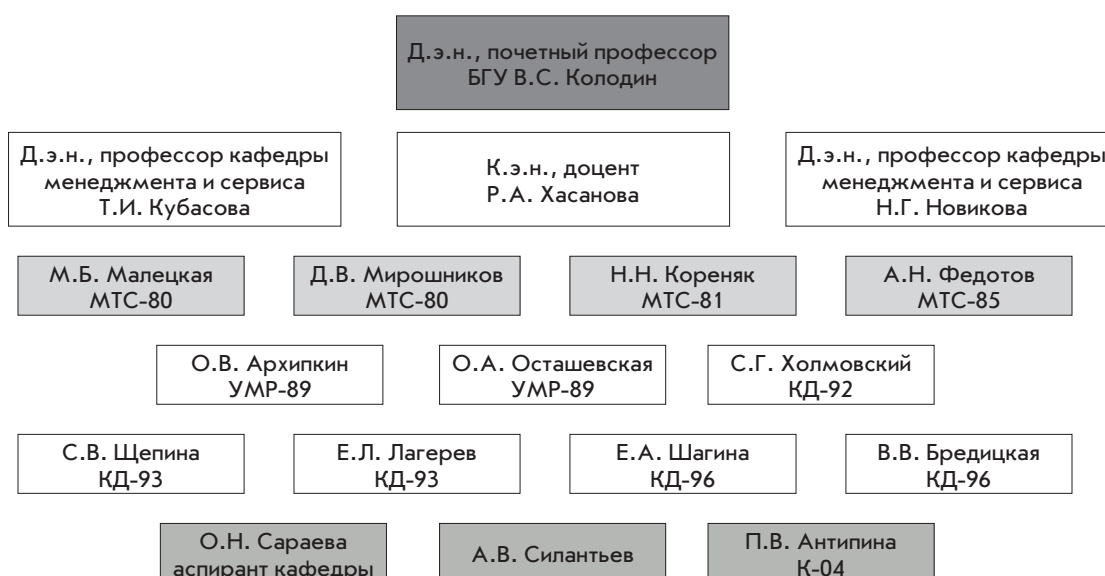 Д.э.н., почетный профессор
БГУ В.С. Колодин
Д.э.н., профессор кафедры
менеджмента и сервиса
Т.И. Кубасова
К.э.н., доцент
Р.А. Хасанова
Д.э.н., профессор кафедры
менеджмента и сервиса
Н.Г. Новикова
М.Б. Малецкая
МТС-80
Д.В. Мирошников
МТС-80
Н.Н. Кореняк
МТС-81
А.Н. Федотов
МТС-85
О.В. Архипкин
УМР-89
О.А. Осташевская
УМР-89
С.Г. Холмовский
КД-92
С.В. Щепина
КД-93
Е.Л. Лагерев
КД-93
Е.А. Шагина
КД-96
В.В. Бредицкая
КД-96
О.Н. Сараева
аспирант кафедры
А.В. Силантьев
П.В. Антипина
К-04